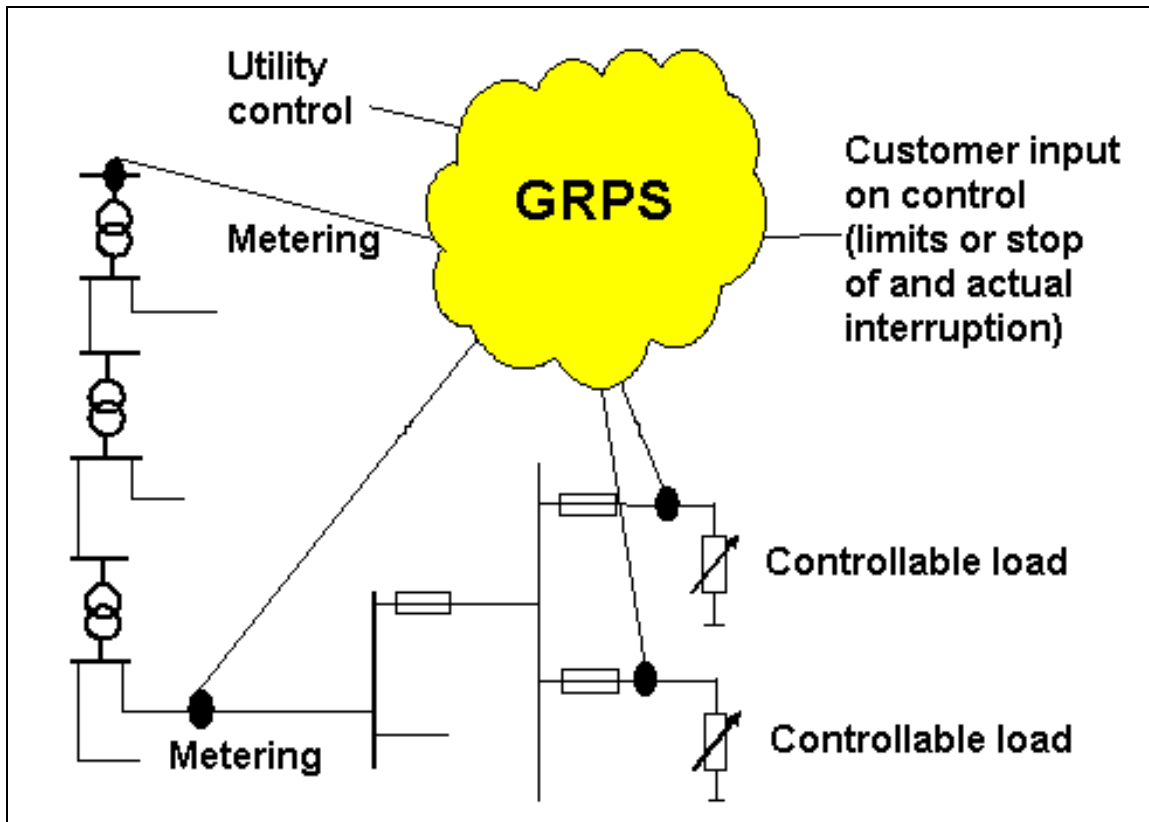 Utility
control
GRPS
Customer input
on control
(limits or stop
of and actual
interruption)
Metering
Controllable load
Controllable load
Metering